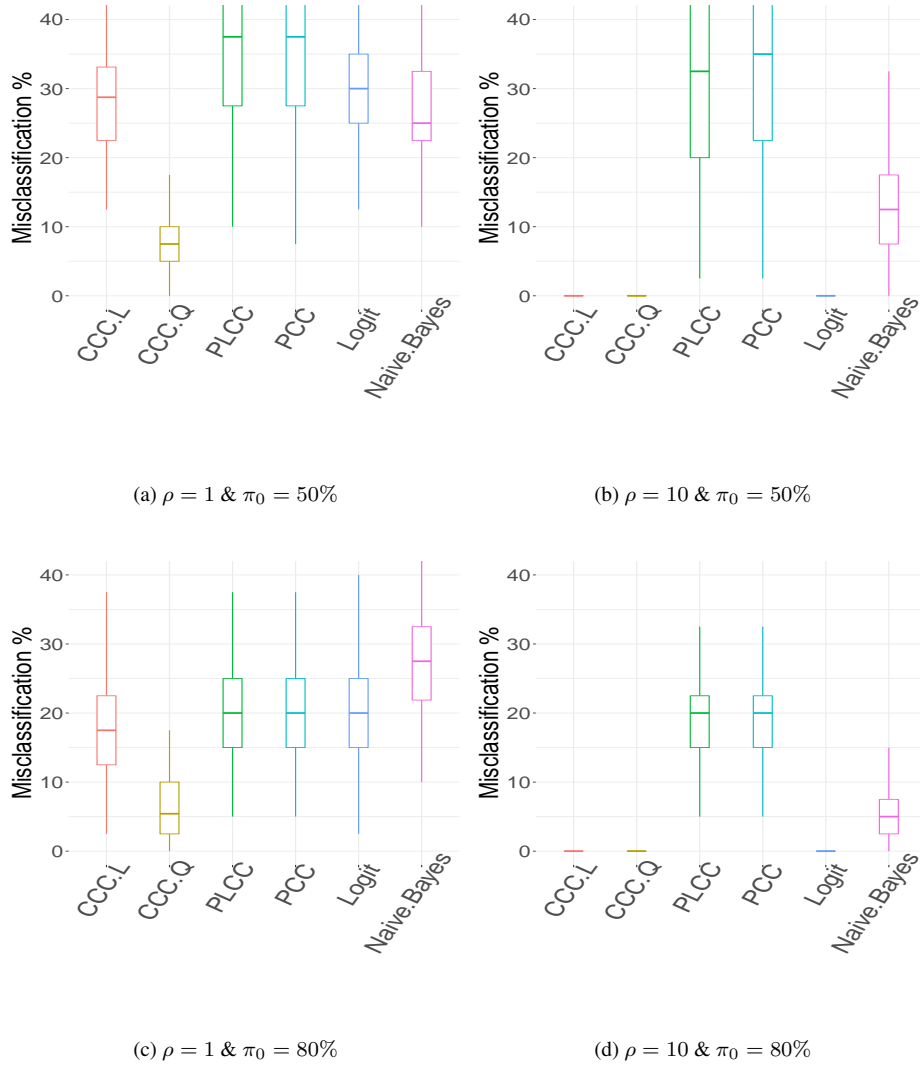 Misclassification %
40
30
20
10
0
CCC.L
CCC.Q
PLCC
PCC
Logit
Naive.Bayes
(a) ρ = 1 & π₀ = 50%
Misclassification %
40
30
20
10
0
CCC.L
CCC.Q
PLCC
PCC
Logit
Naive.Bayes
(b) ρ = 10 & π₀ = 50%
Misclassification %
40
30
20
10
0
CCC.L
CCC.Q
PLCC
PCC
Logit
Naive.Bayes
(c) ρ = 1 & π₀ = 80%
Misclassification %
40
30
20
10
0
CCC.L
CCC.Q
PLCC
PCC
Logit
Naive.Bayes
(d) ρ = 10 & π₀ = 80%